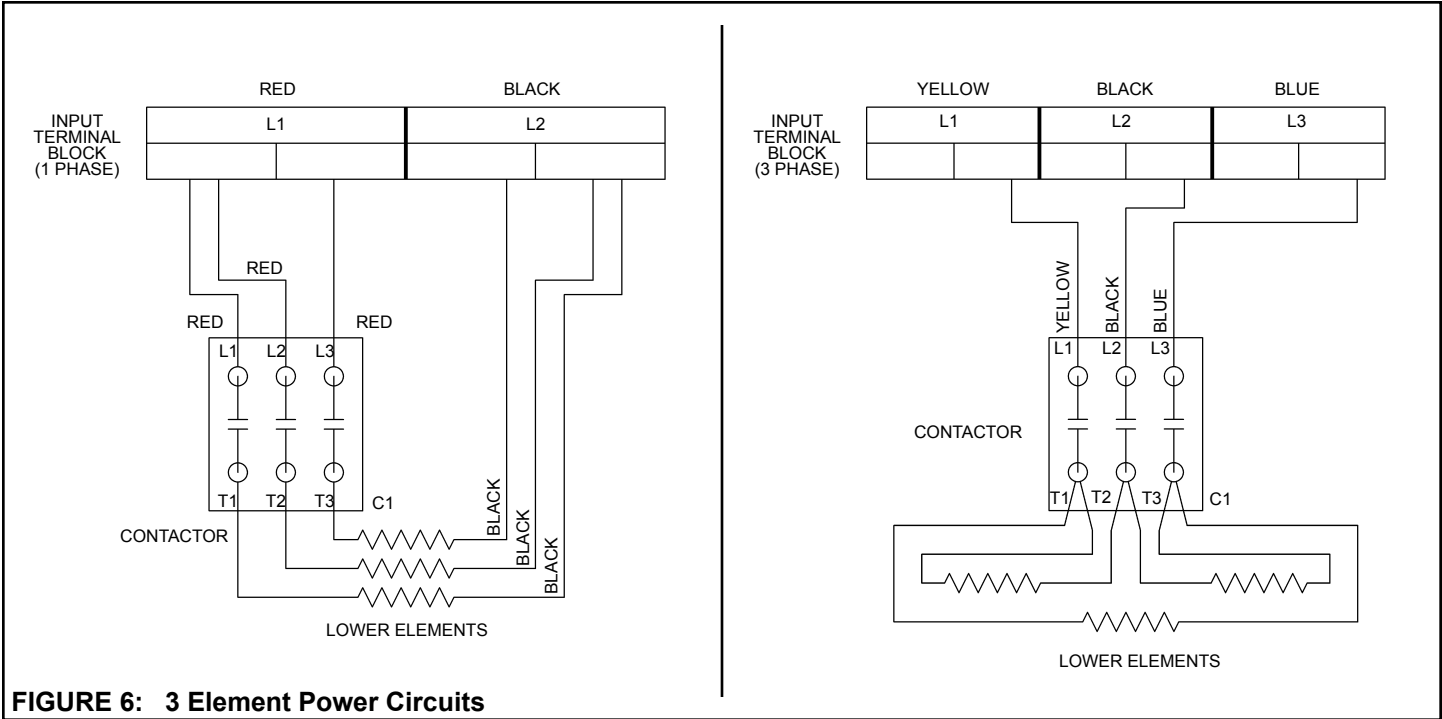 RED
BLACK
INPUT
TERMINAL
BLOCK
(1 PHASE)
L1
L2
RED
RED
RED
L1
L2
L3
T1
T2
T3
C1
CONTACTOR
BLACK
BLACK
BLACK
LOWER ELEMENTS
YELLOW
BLACK
BLUE
INPUT
TERMINAL
BLOCK
(3 PHASE)
L1
L2
L3
YELLOW
BLACK
BLUE
L1
L2
L3
CONTACTOR
T1
T2
T3
C1
LOWER ELEMENTS
FIGURE 6: 3 Element Power Circuits